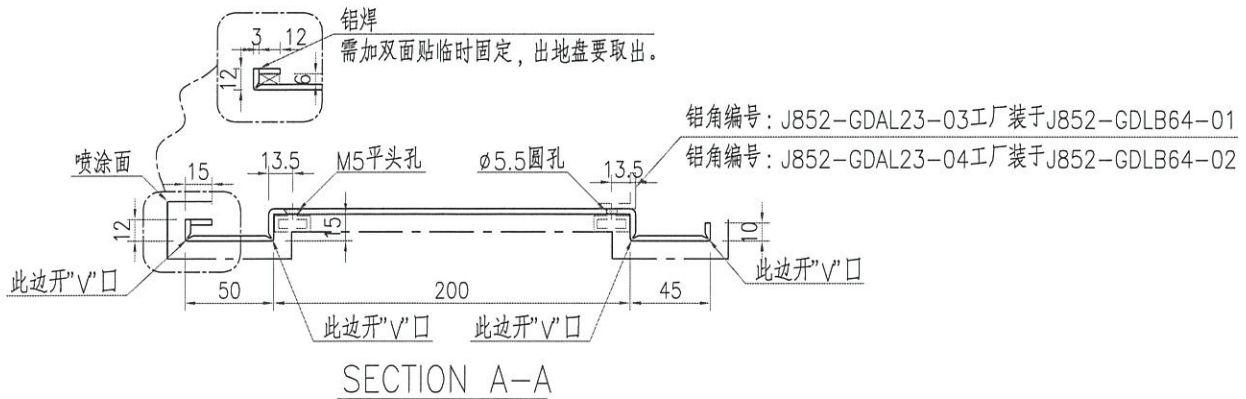 铝焊
3 12
需加双面贴临时固定，出地盘要取出。
12
6
铝角编号：J852-GDAL23-03工厂装于J852-GDLB64-01
铝角编号：J852-GDAL23-04工厂装于J852-GDLB64-02
喷涂面
15
13.5
M5平头孔
ø5.5圆孔
13.5
12
15
10
此边开"V"口
50
200
45
此边开"V"口
此边开"V"口
此边开"V"口
SECTION A-A